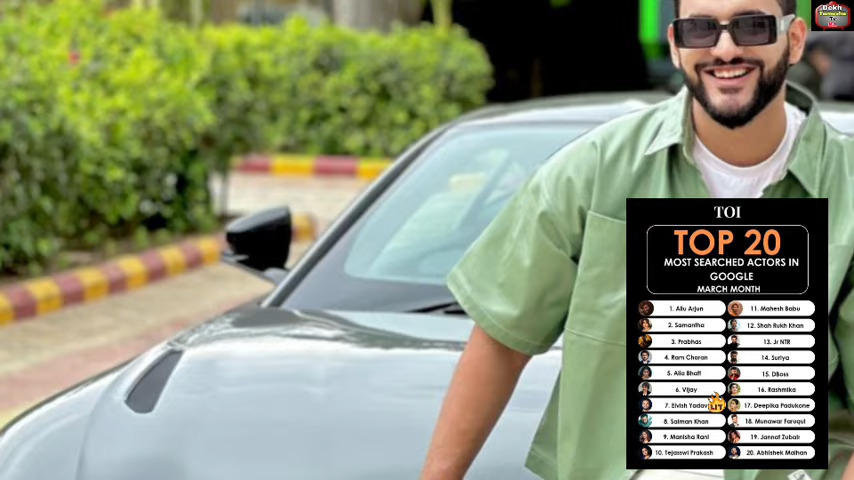 Dekh
TOI
TOP 20
MOST SEARCHED ACTORS IN
GOOGLE
MARCH MONTH
1. Allu Arjun
2. Samantha
3. Prabhas
4. Ram Charan
5. Alia Bhatt
6. Vijay
7. Elvish Yadav
8. Salman Khan
9. Manisha Rani
10. Tejasswi Prakash
11. Mahesh Babu
12. Shah Rukh Khan
13. Jr NTR
14. Suriya
15. DBoss
16. Rashmika
17. Deepika Padukone
18. Munawar Faruqui
19. Jannat Zubair
20. Abhishek Malhan
LIT